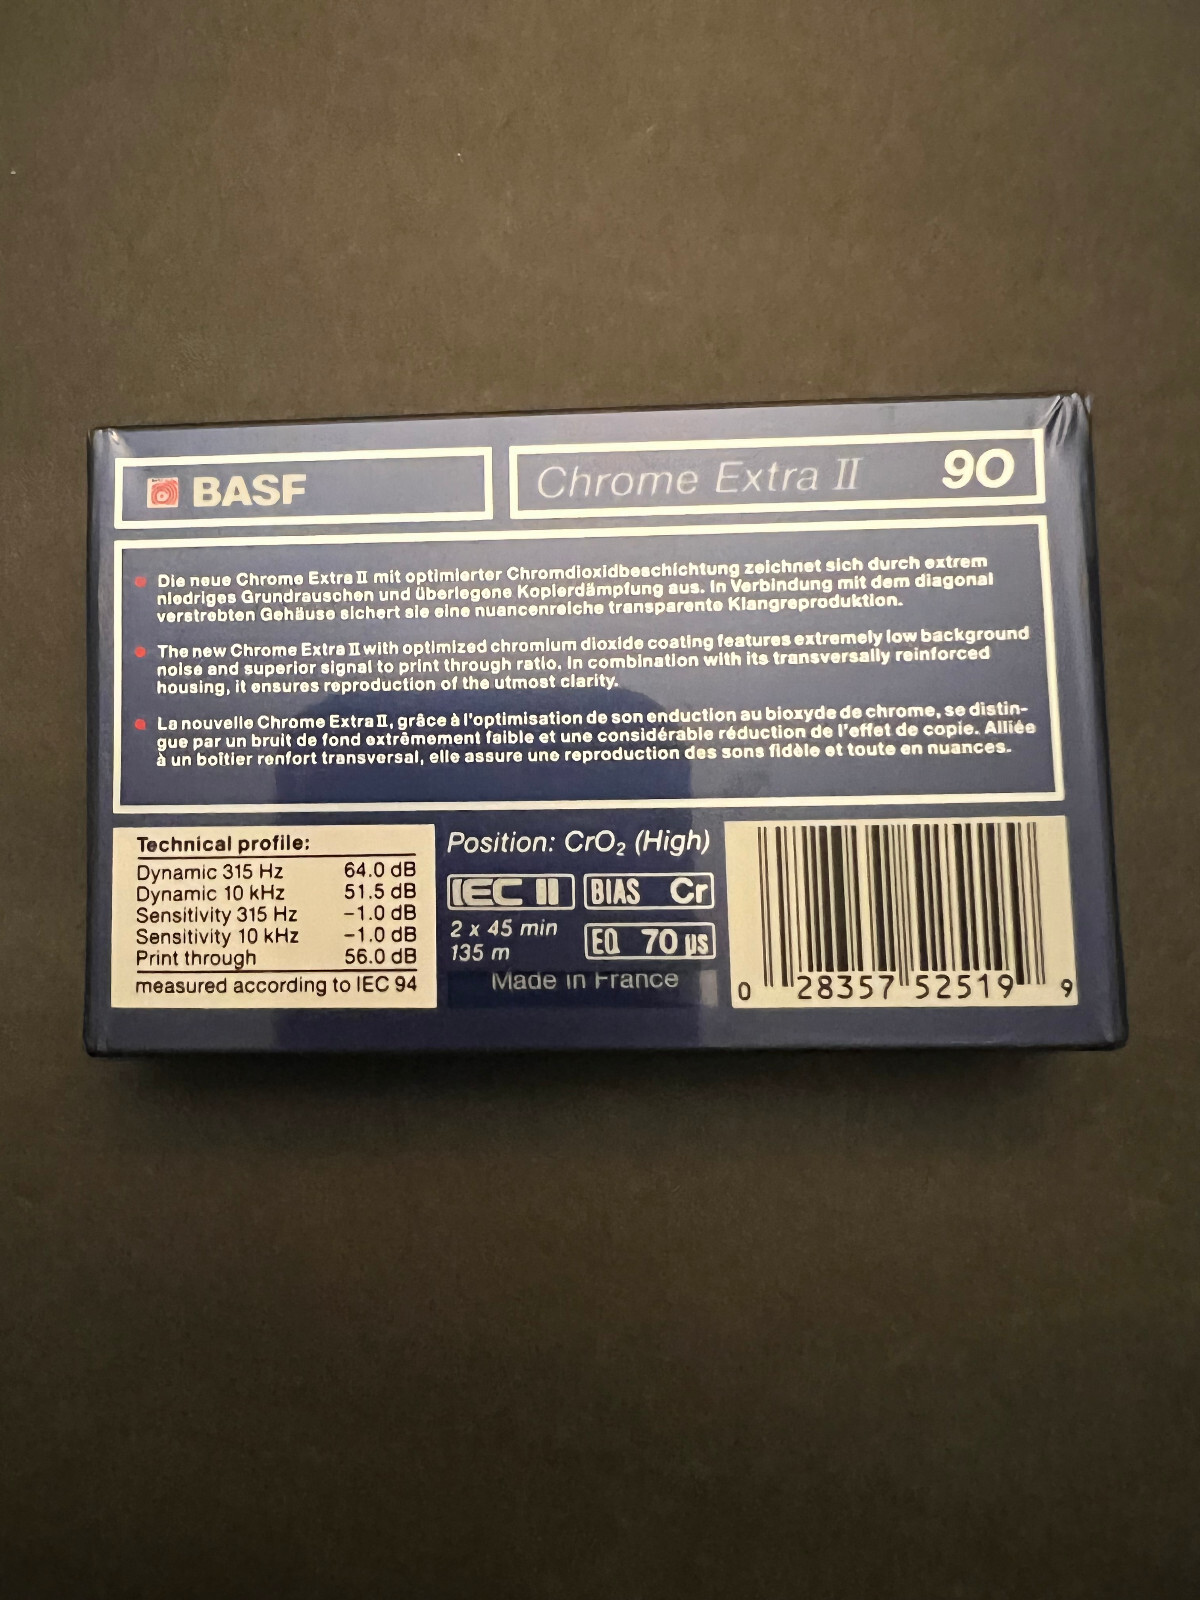 BASF
Chrome Extra II 90
Die neue Chrome Extra II mit optimierter Chromdioxidbeschichtung zeichnet sich durch extrem
niedriges Grundrauschen und überlegene Kopierdämpfung aus. In Verbindung mit dem diagonal
verstrebten Gehäuse sichert sie eine nuancenreiche transparente Klangreproduktion.
The new Chrome Extra II with optimized chromium dioxide coating features extremely low background
noise and superior signal to print through ratio. In combination with its transversally reinforced
housing, it ensures reproduction of the utmost clarity.
La nouvelle Chrome Extra II, grâce à l'optimisation de son enduction au bioxyde de chrome, se distin-
gue par un bruit de fond extrêmement faible et une considérable réduction de l'effet de copie. Alliée
à un boîtier renfort transversal, elle assure une reproduction des sons fidèle et toute en nuances.
Technical profile:
Dynamic 315 Hz 64.0 dB
Dynamic 10 kHz 51.5 dB
Sensitivity 315 Hz -1.0 dB
Sensitivity 10 kHz -1.0 dB
Print through 56.0 dB
measured according to IEC 94
Position: CrO₂ (High)
IEC II BIAS Cr
2 x 45 min
135 m
EQ 70 µs
Made in France
0 28357 52519 9